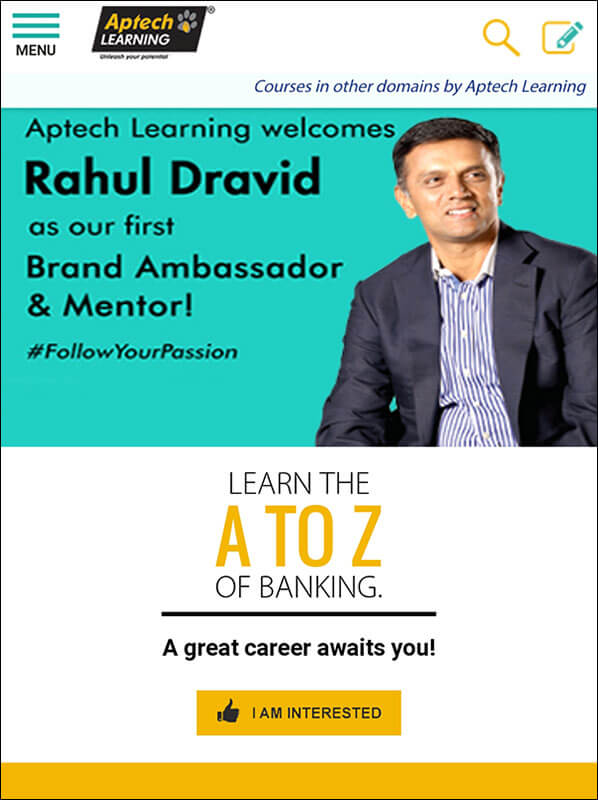 MENU
Aptech
LEARNING
®
Unleash your potential
Courses in other domains by Aptech Learning
Aptech Learning welcomes
Rahul Dravid
as our first
Brand Ambassador
& Mentor!
#FollowYourPassion
LEARN THE
A TO Z
OF BANKING.
A great career awaits you!
I AM INTERESTED